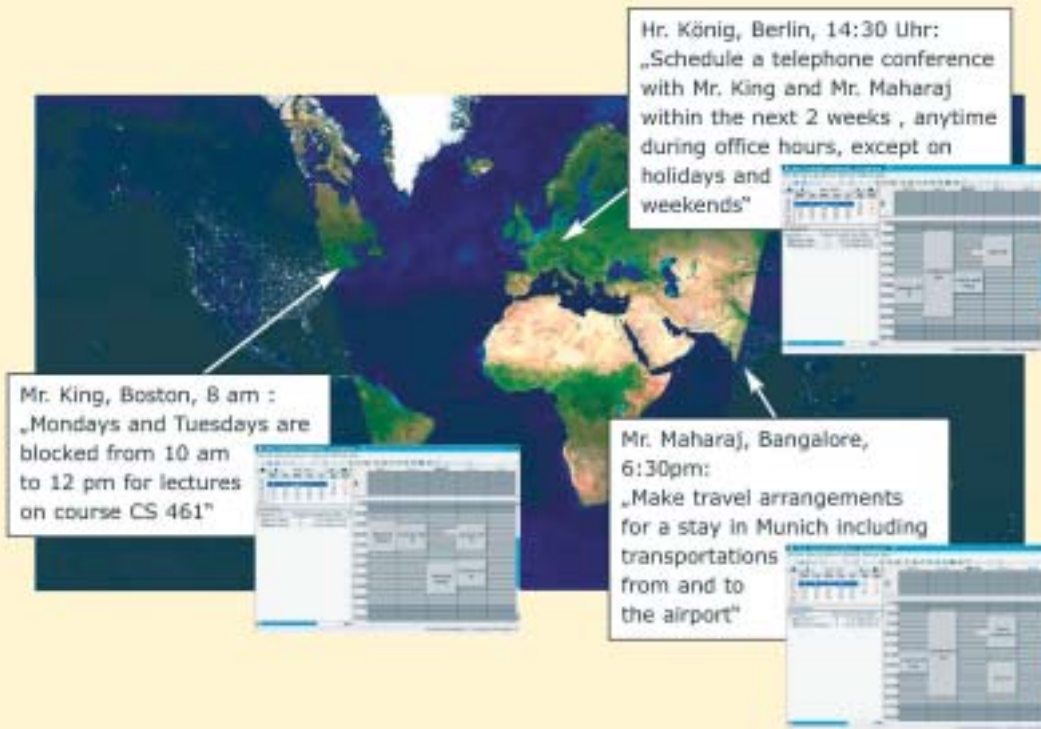 Hr. König, Berlin, 14:30 Uhr:
„Schedule a telephone conference
with Mr. King and Mr. Maharaj
within the next 2 weeks , anytime
during office hours, except on
holidays and
weekends“
Mr. King, Boston, 8 am :
„Mondays and Tuesdays are
blocked from 10 am
to 12 pm for lectures
on course CS 461“
Mr. Maharaj, Bangalore,
6:30pm:
„Make travel arrangements
for a stay in Munich including
transportations
from and to
the airport“